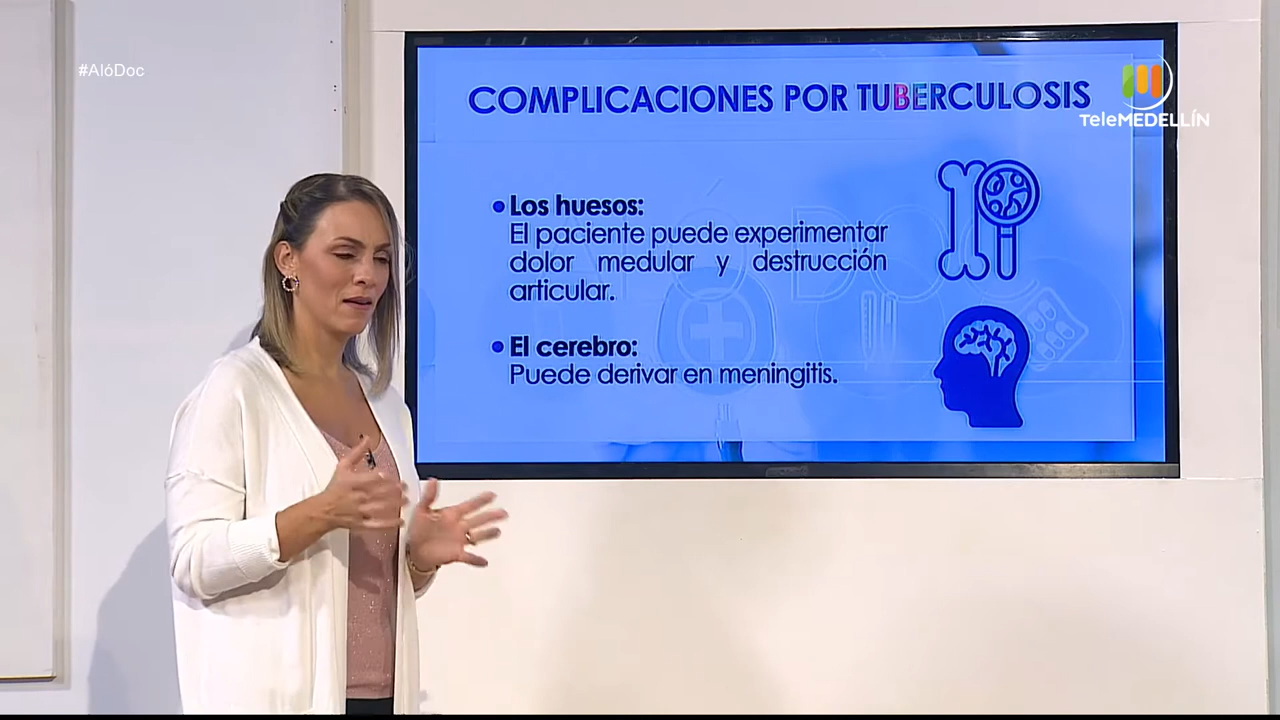 #AlóDoc
COMPLICACIONES POR TUBERCULOSIS
TeleMEDELLÍN
Los huesos:
El paciente puede experimentar
dolor medular y destrucción
articular.
El cerebro:
Puede derivar en meningitis.